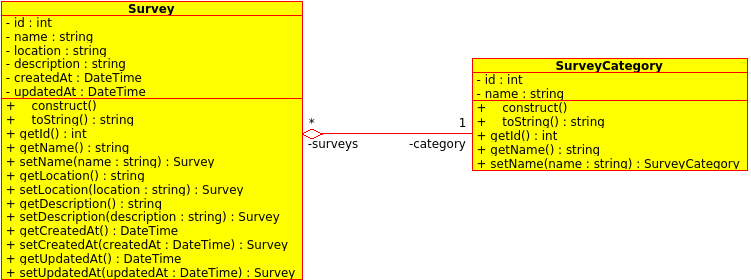 Survey
- id : int
- name : string
- location : string
- description : string
- createdAt : DateTime
- updatedAt : DateTime
+ construct()
+ toString() : string
+ getId() : int
+ getName() : string
+ setName(name : string) : Survey
+ getLocation() : string
+ setLocation(location : string) : Survey
+ getDescription() : string
+ setDescription(description : string) : Survey
+ getCreatedAt() : DateTime
+ setCreatedAt(createdAt : DateTime) : Survey
+ getUpdatedAt() : DateTime
+ setUpdatedAt(updatedAt : DateTime) : Survey
* 1
-surveys -category
SurveyCategory
- id : int
- name : string
+ construct()
+ toString() : string
+ getId() : int
+ getName() : string
+ setName(name : string) : SurveyCategory